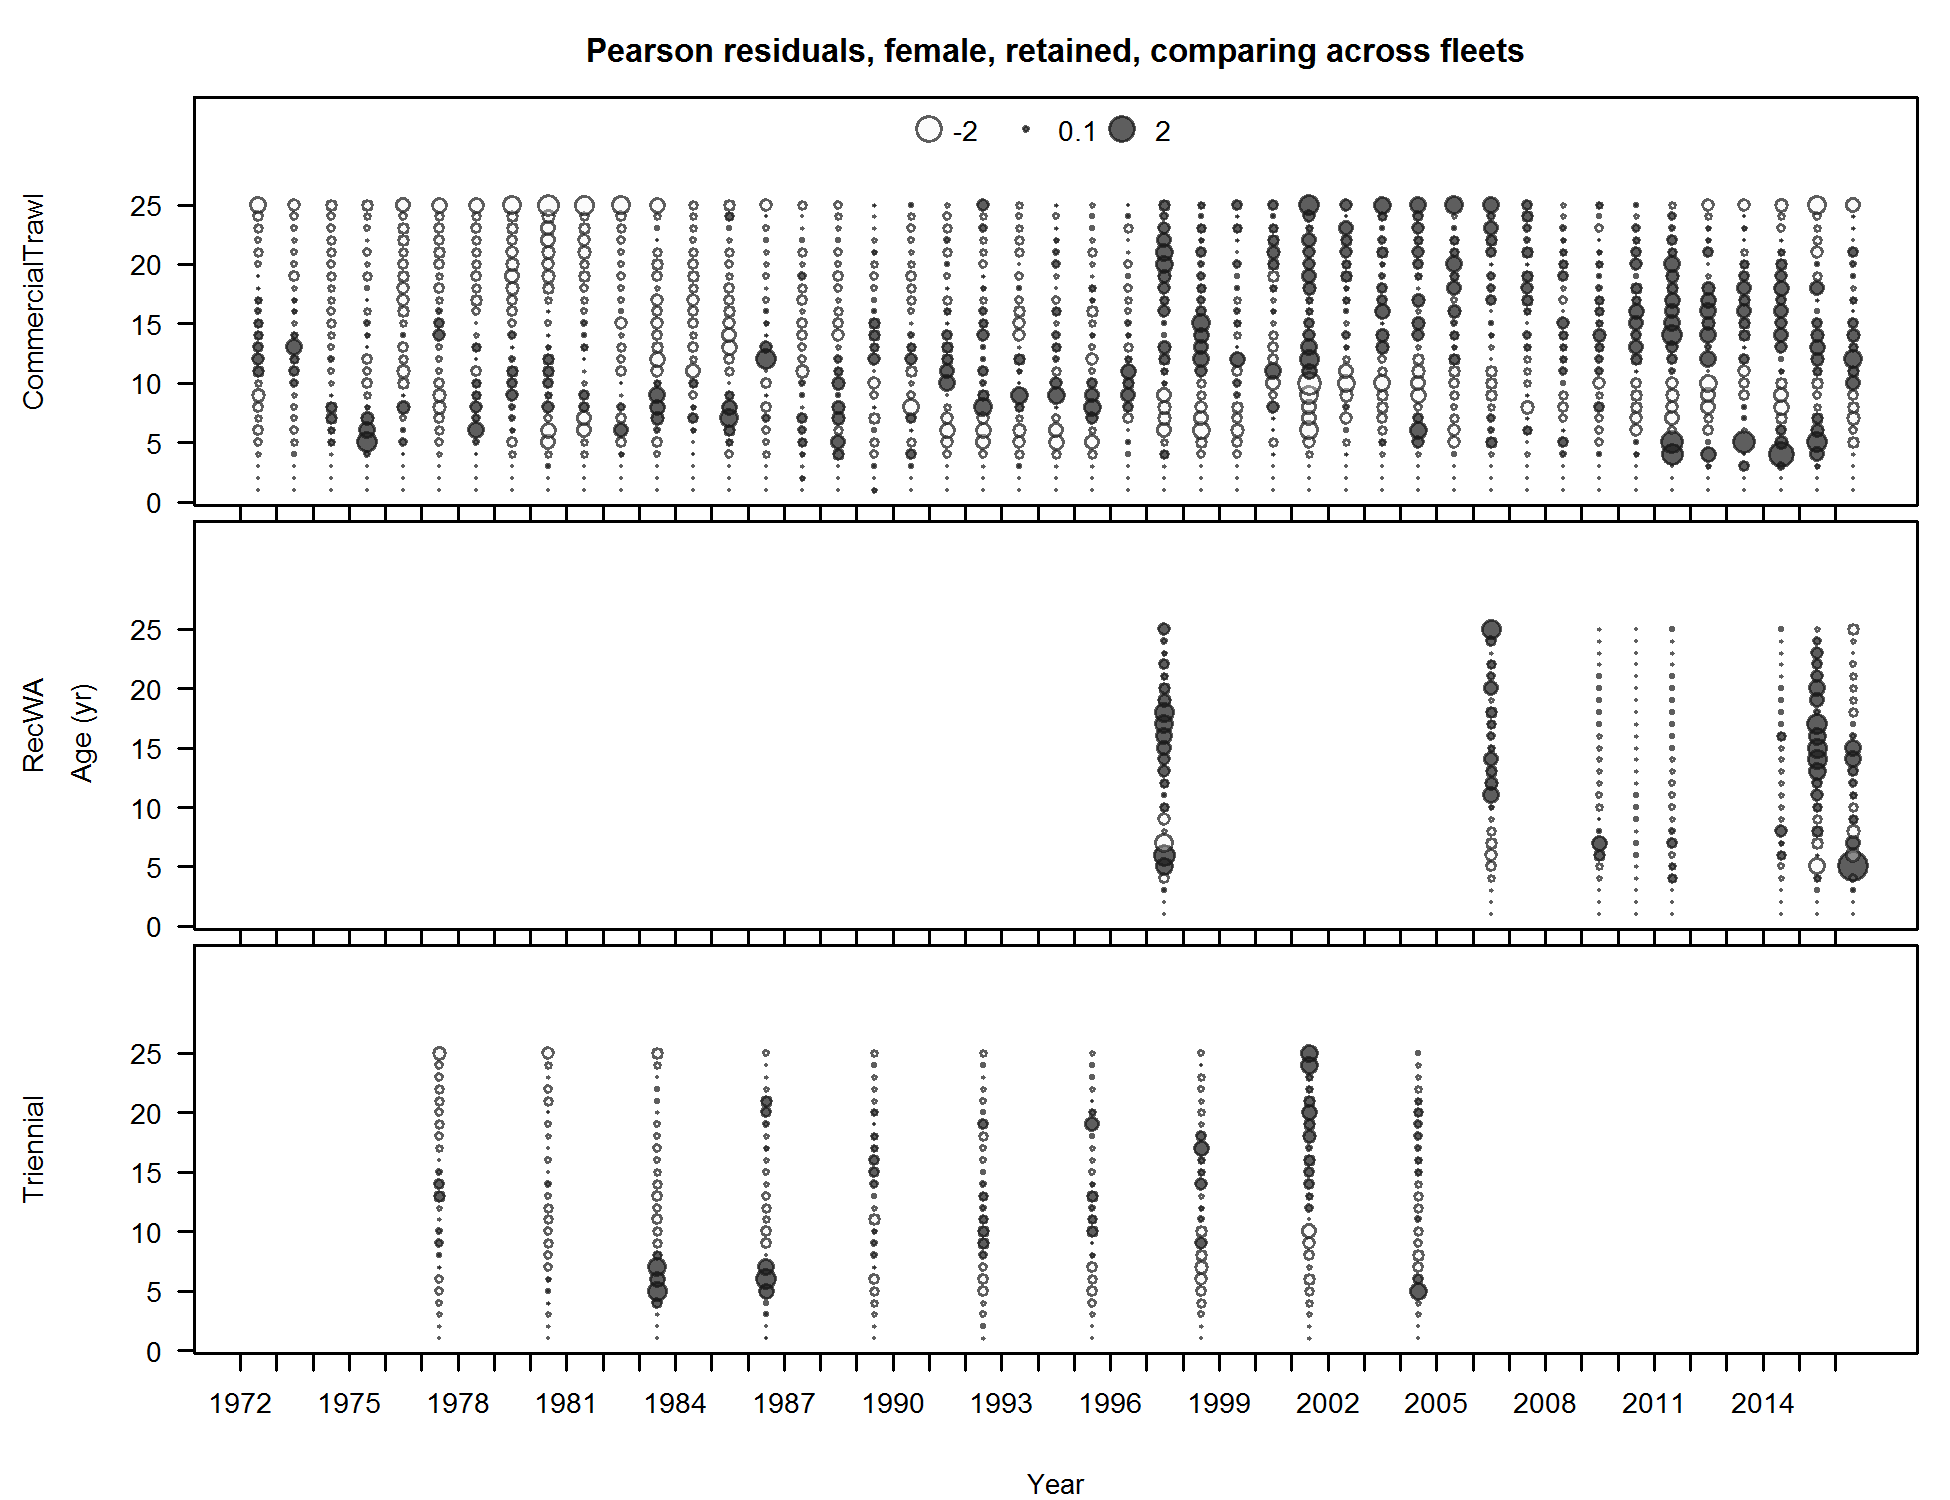 Pearson residuals, female, retained, comparing across fleets
-2 0.1 2
CommercialTrawl
25
20
15
10
5
0
RecWA
Age (yr)
25
20
15
10
5
0
Triennial
25
20
15
10
5
0
1972 1975 1978 1981 1984 1987 1990 1993 1996 1999 2002 2005 2008 2011 2014
Year